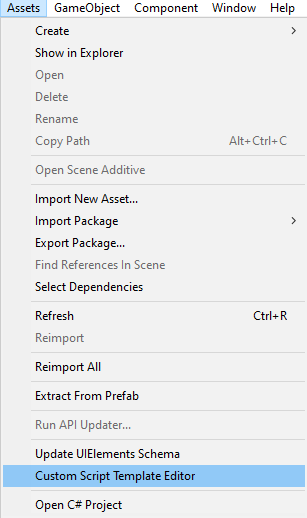 Assets GameObject Component Window Help
Create
Show in Explorer
Open
Delete
Rename
Copy Path Alt+Ctrl+C
Open Scene Additive
Import New Asset...
Import Package
Export Package...
Find References In Scene
Select Dependencies
Refresh Ctrl+R
Reimport
Reimport All
Extract From Prefab
Run API Updater...
Update UIElements Schema
Custom Script Template Editor
Open C# Project